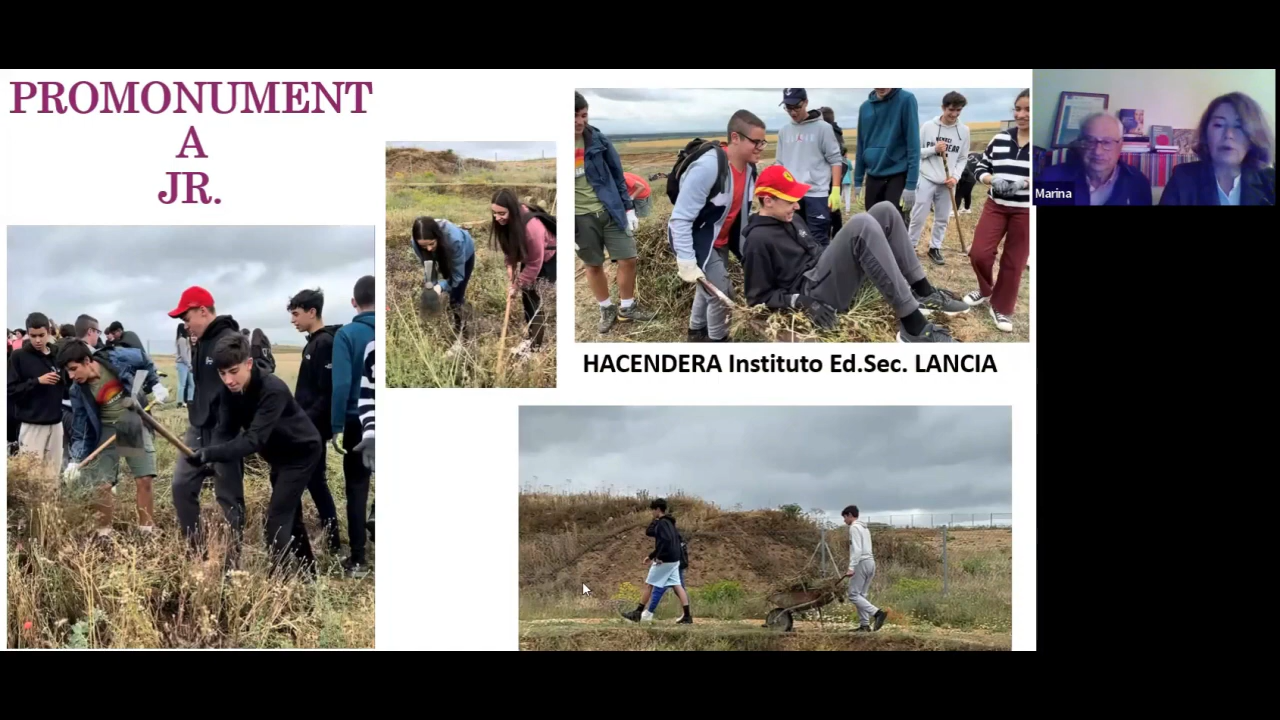 PROMONUMENT
A
JR.
HACENDERA Instituto Ed.Sec. LANCIA
Marina